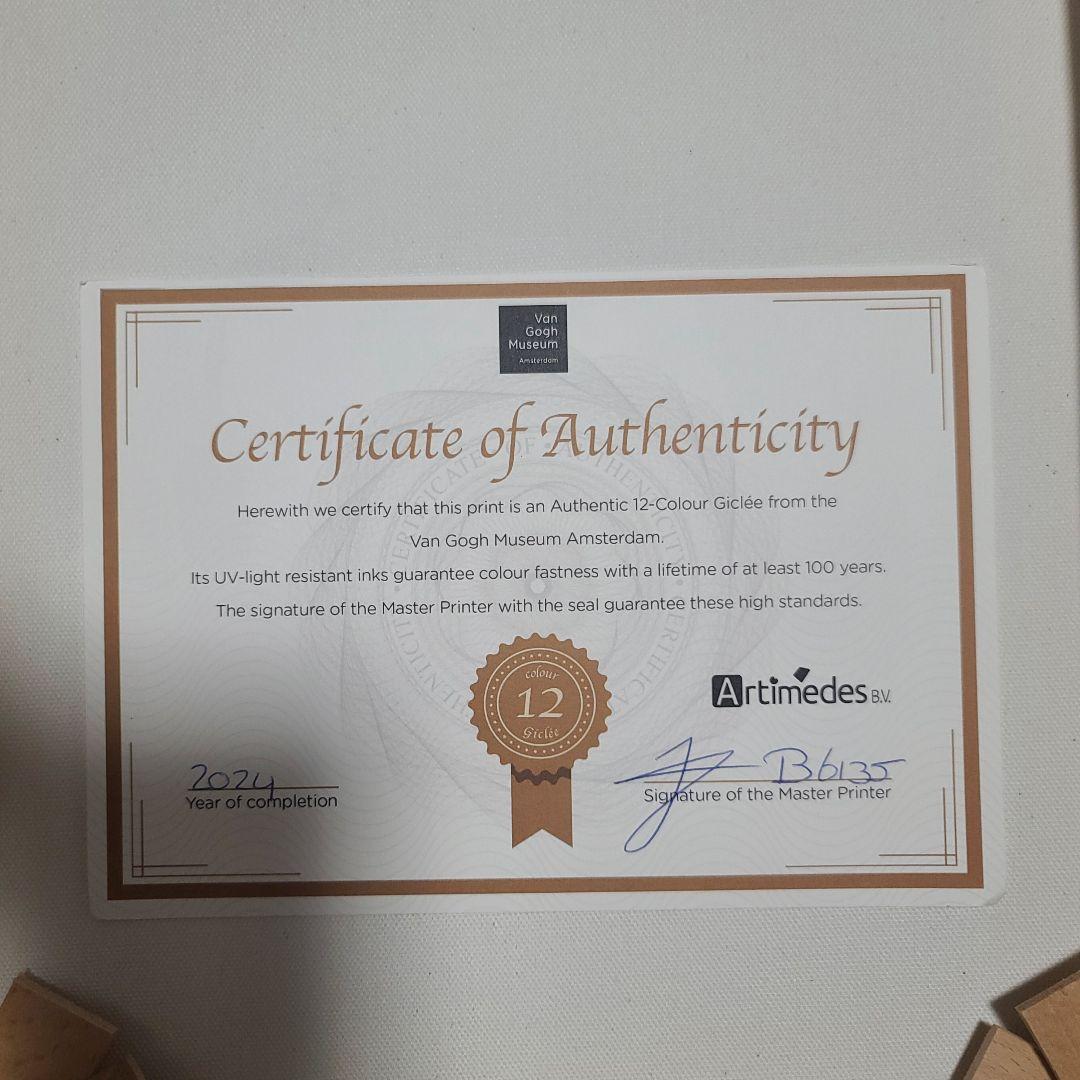 Van
Gogh
Museum
Amsterdam
Certificate of Authenticity
Herewith we certify that this print is an Authentic 12-Colour Giclée from the
Van Gogh Museum Amsterdam.
Its UV-light resistant inks guarantee colour fastness with a lifetime of at least 100 years.
The signature of the Master Printer with the seal guarantee these high standards.
colour
12
Giclée
Artimedes B.V.
2024
Year of completion
B6135
Signature of the Master Printer